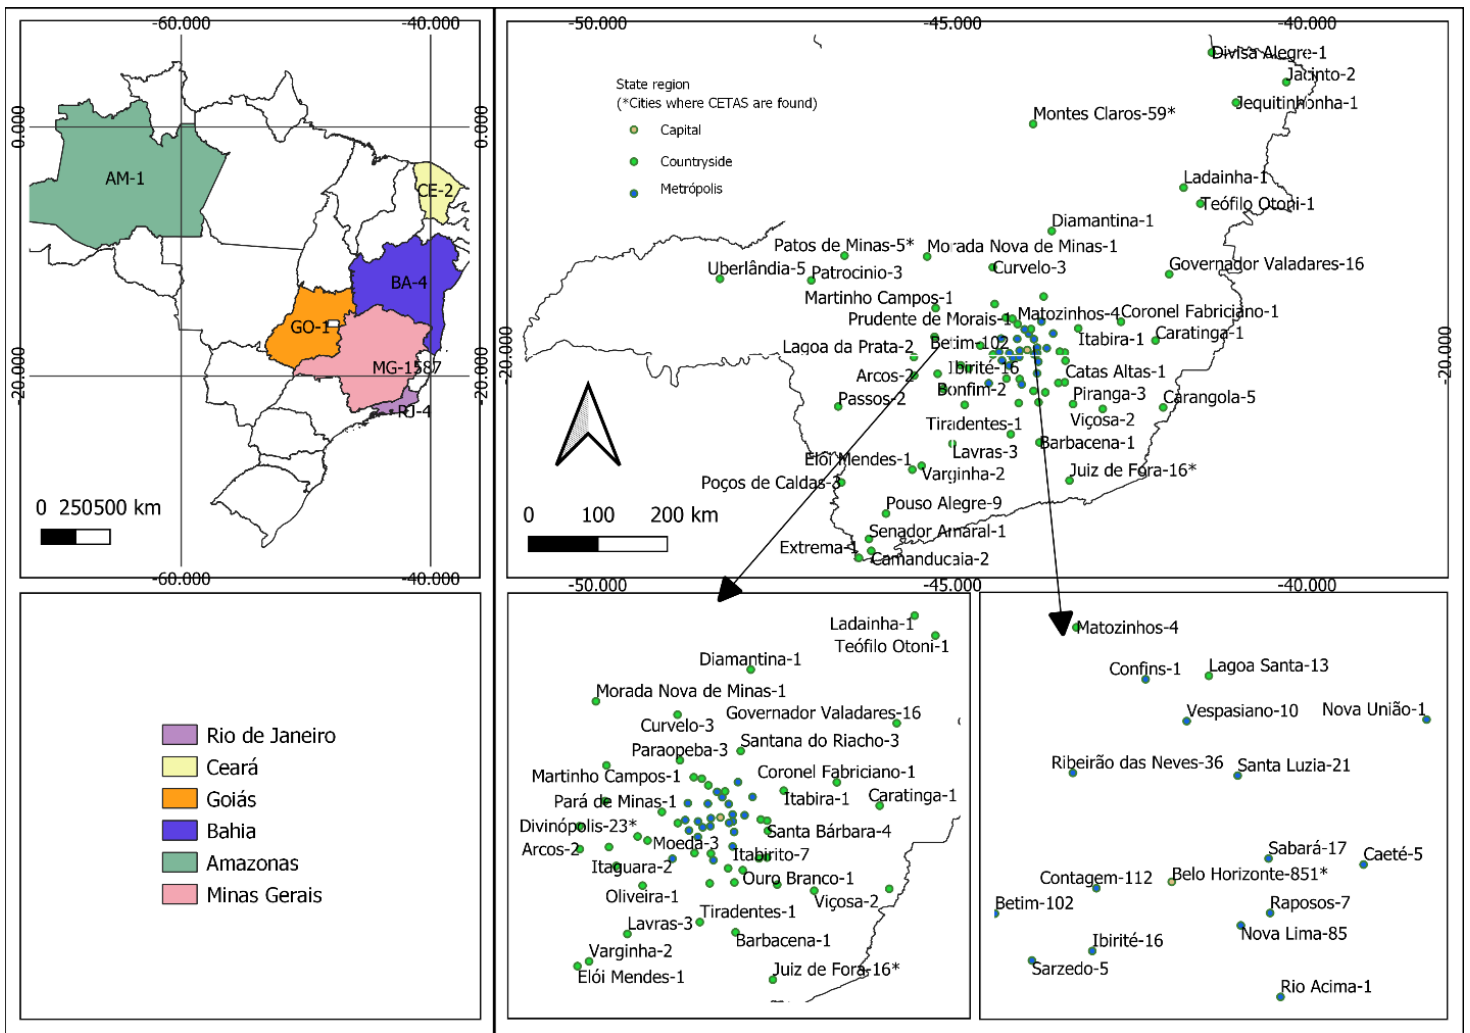 -60.000
-40.000
0.000
0.000
AM-1
CE-2
BA-4
GO-1
MG-1587
RJ-4
-20.000
-20.000
0 250500 km
-60.000
-40.000
Rio de Janeiro
Ceará
Goiás
Bahia
Amazonas
Minas Gerais
-50.000
-45.000
-40.000
State region
(*Cities where CETAS are found)
Capital
Countryside
Metrópolis
Divisa Alegre-1
Jacinto-2
Jequitinhonha-1
Montes Claros-59*
Ladainha-1
Teófilo Otoni-1
Diamantina-1
Patos de Minas-5*
Morada Nova de Minas-1
Uberlândia-5
Patrocinio-3
Curvelo-3
Governador Valadares-16
Martinho Campos-1
Prudente de Morais-1
Matozinhos-4
Coronel Fabriciano-1
Lagoa da Prata-2
Betim-102
Itabira-1
Caratinga-1
Arcos-2
Ibirité-16
Catas Altas-1
Passos-2
Bonfim-2
Piranga-3
Carangola-5
Tiradentes-1
Viçosa-2
Lavras-3
Barbacena-1
Elói Mendes-1
Varginha-2
Juiz de Fora-16*
Poços de Caldas-3
Pouso Alegre-9
Senador Amaral-1
Extrema-1
Camanducaia-2
-20.000
-20.000
0 100 200 km
-50.000
-45.000
-40.000
Ladainha-1
Teófilo Otoni-1
Diamantina-1
Morada Nova de Minas-1
Curvelo-3
Governador Valadares-16
Paraopeba-3
Santana do Riacho-3
Martinho Campos-1
Coronel Fabriciano-1
Pará de Minas-1
Itabira-1
Caratinga-1
Divinópolis-23*
Santa Bárbara-4
Arcos-2
Moeda-3
Itabirito-7
Itaguara-2
Ouro Branco-1
Oliveira-1
Viçosa-2
Lavras-3
Tiradentes-1
Barbacena-1
Varginha-2
Elói Mendes-1
Juiz de Fora-16*
Matozinhos-4
Confins-1
Lagoa Santa-13
Vespasiano-10
Nova União-1
Ribeirão das Neves-36
Santa Luzia-21
Sabará-17
Caeté-5
Contagem-112
Belo Horizonte-851*
Betim-102
Raposos-7
Nova Lima-85
Ibirité-16
Sarzedo-5
Rio Acima-1